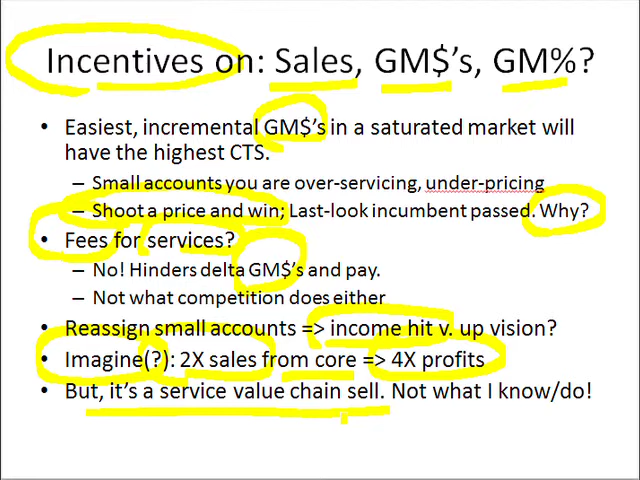 Incentives on: Sales, GM$'s, GM%?
• Easiest, incremental GM$'s in a saturated market will
have the highest CTS.
– Small accounts you are over-servicing, under-pricing
– Shoot a price and win; Last-look incumbent passed. Why?
• Fees for services?
– No! Hinders delta GM$'s and pay.
– Not what competition does either
• Reassign small accounts => income hit v. up vision?
• Imagine(?): 2X sales from core => 4X profits
• But, it's a service value chain sell. Not what I know/do!